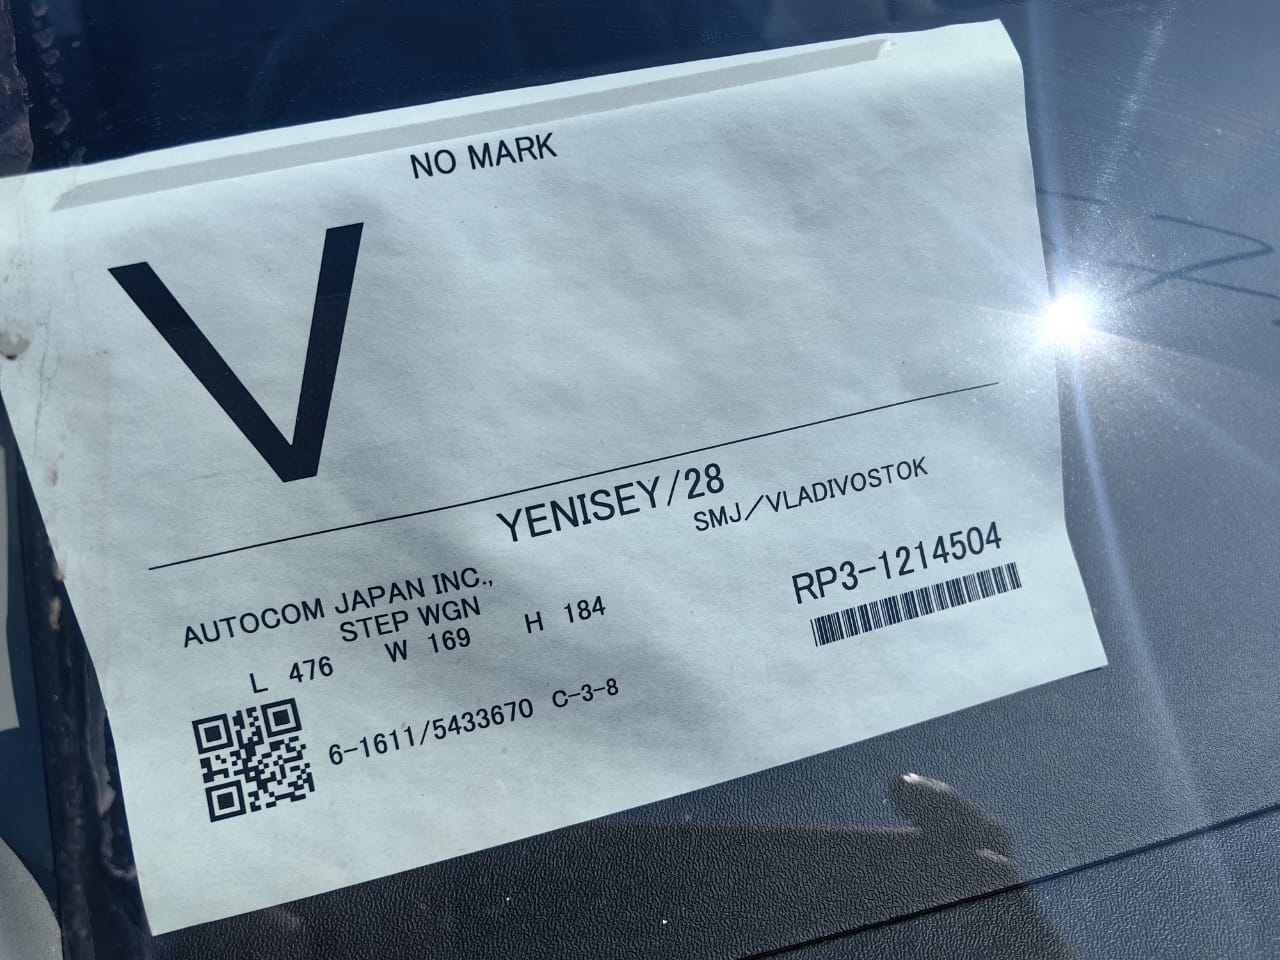 NO MARK
V
YENISEY/28
SMJ／VLADIVOSTOK
AUTOCOM JAPAN INC.,
STEP WGN
L 476 W 169 H 184
RP3-1214504
6-1611/5433670 C-3-8